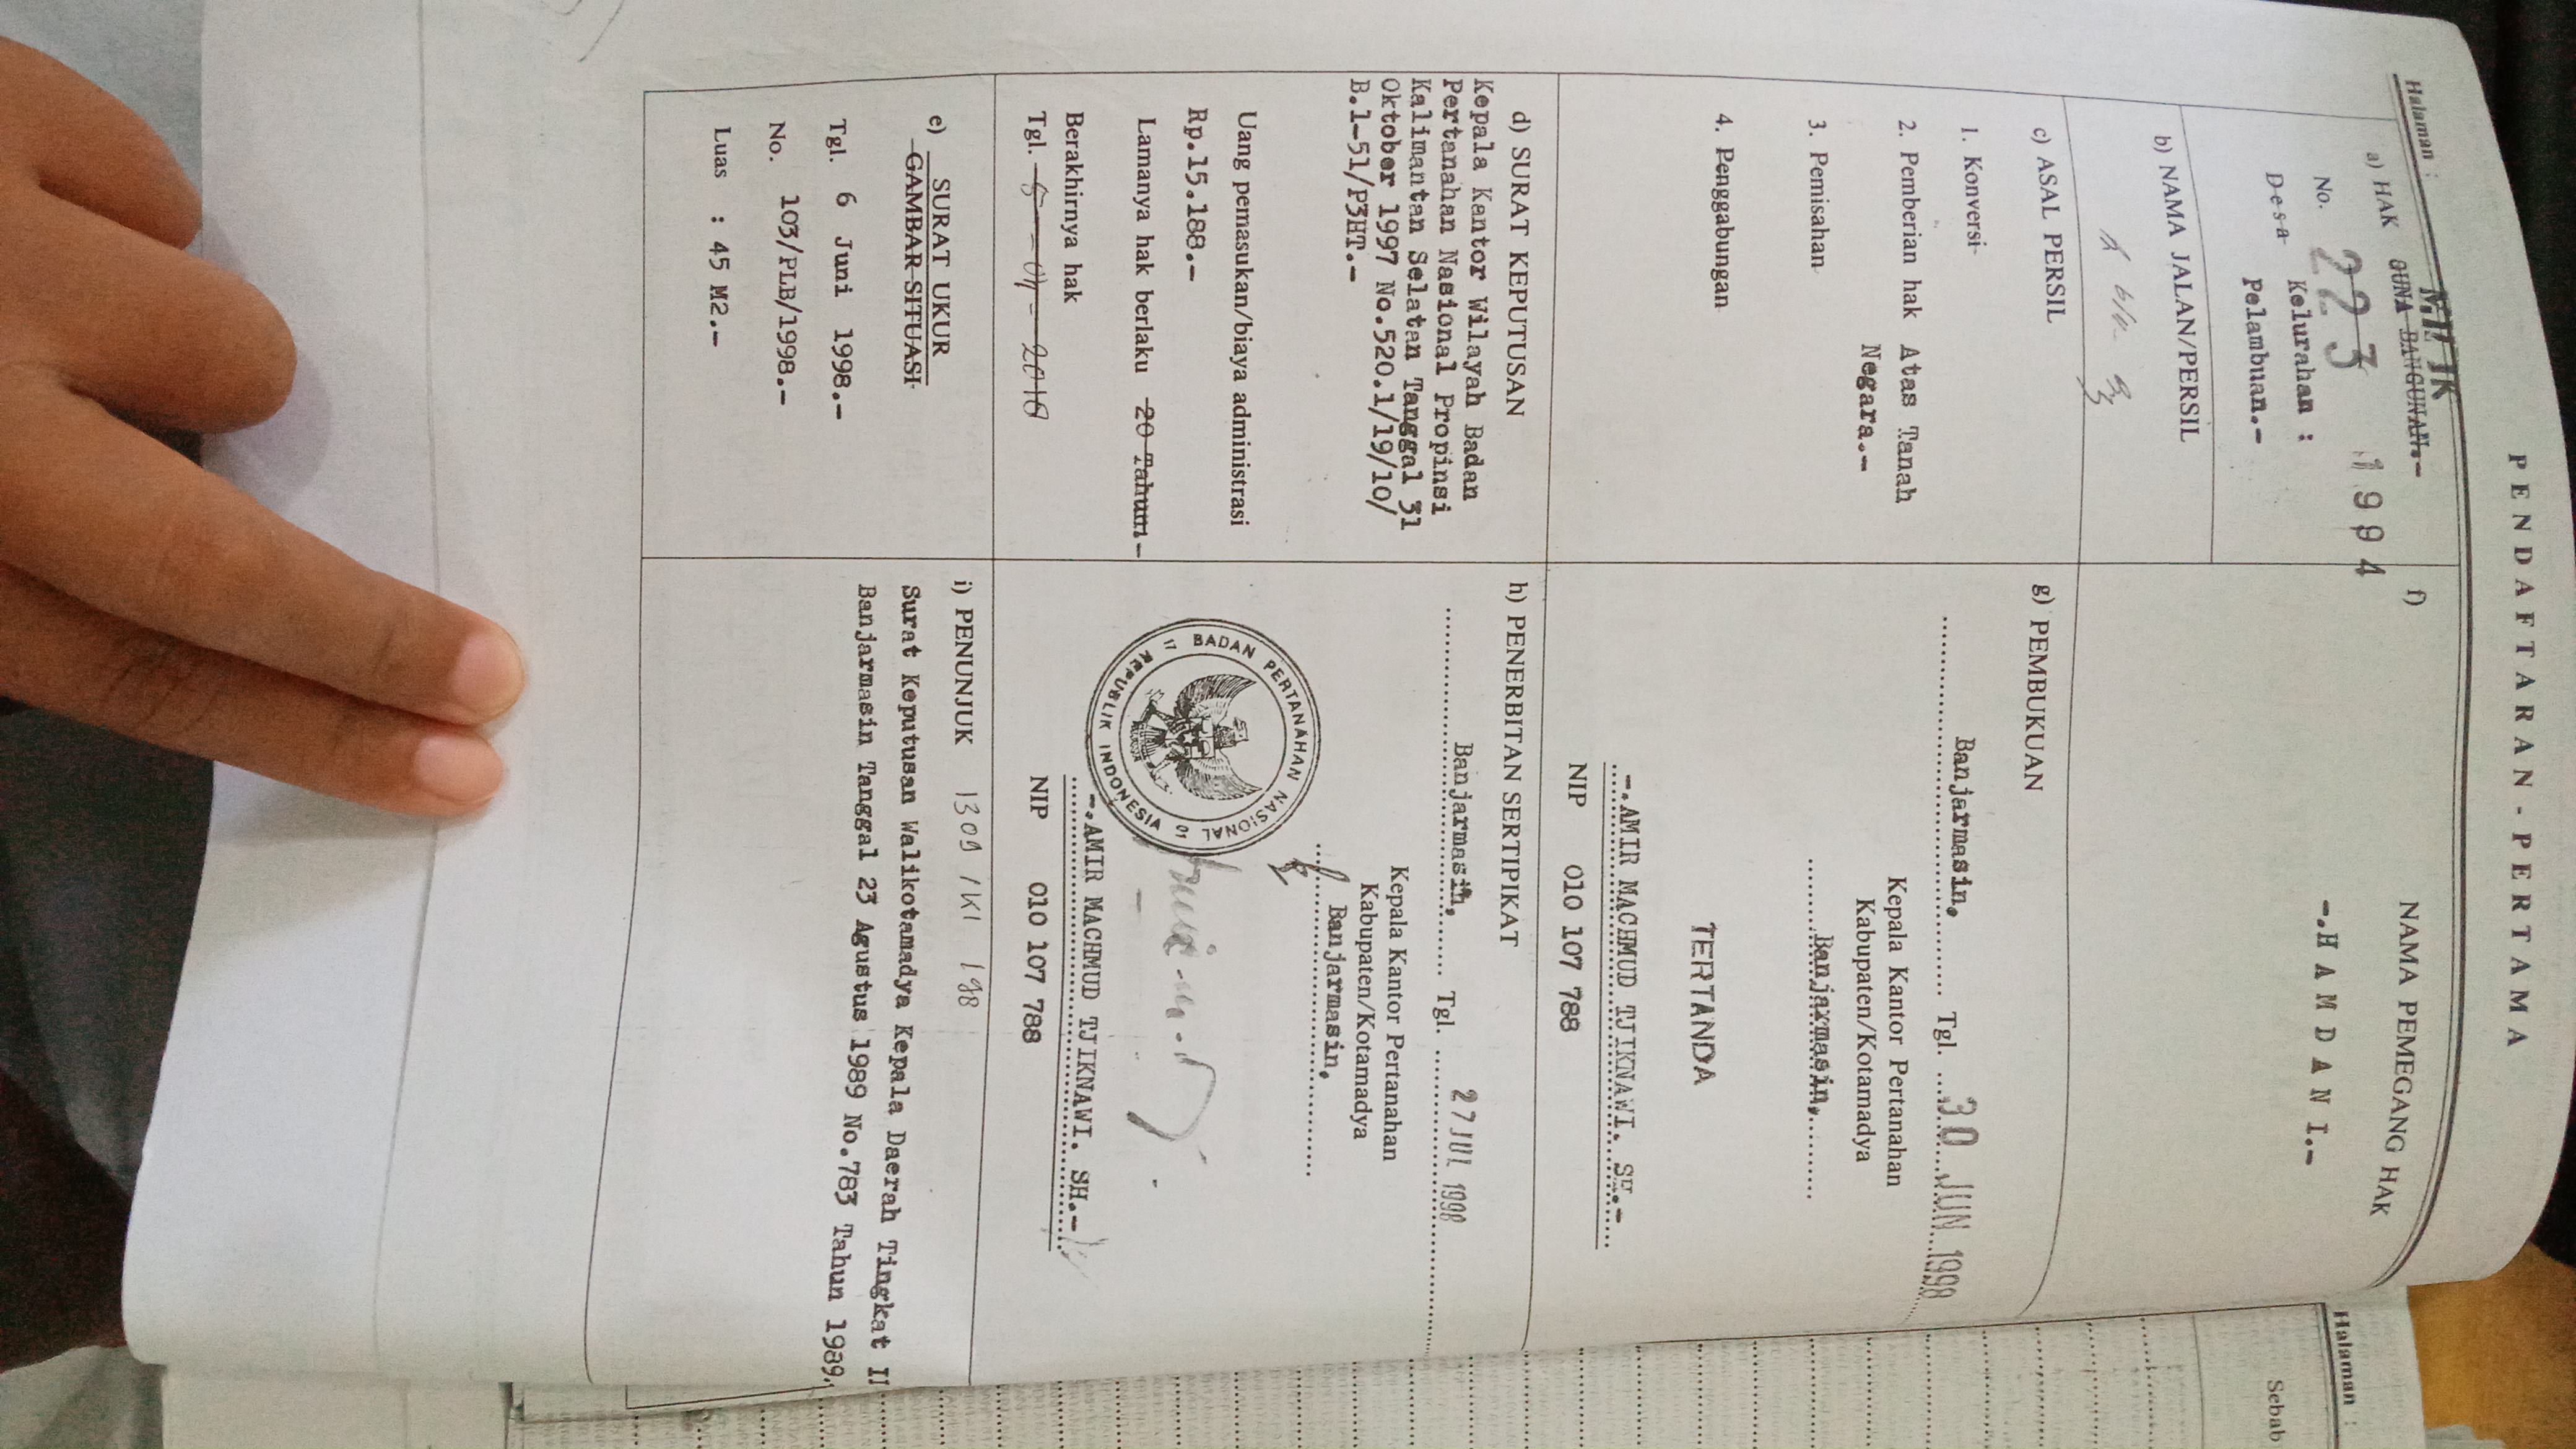 PENDAFTARAN - PERTAMA
Halaman :
a) HAK MILIK
GUNA BANGUNAN.-
No. 2273 1994
Desa Kelurahan :
Pelambuan.-
b) NAMA JALAN/PERSIL
c) ASAL PERSIL
1. Konversi
2. Pemberian hak Atas Tanah
Negara.-
3. Pemisahan
4. Penggabungan
d) SURAT KEPUTUSAN
Kepala Kantor Wilayah Badan
Pertanahan Nasional Propinsi
Kalimantan Selatan Tanggal 31
Oktober 1997 No.520.1/19/10/
B.1-51/P3HT.-
Uang pemasukan/biaya administrasi
Rp.15.188.-
Lamanya hak berlaku 20 Tahun-
Berakhirnya hak
Tgl.
e) SURAT UKUR
GAMBAR SITUASI
Tgl. 6 Juni 1998.-
No. 103/PLB/1998.-
Luas : 45 M2.-
f) NAMA PEMEGANG HAK
-.H A M D A N I.-
g) PEMBUKUAN
Banjarmasin, Tgl. 30 JUN 1998
Kepala Kantor Pertanahan
Kabupaten/Kotamadya
Banjarmasin,
TERTANDA
-.AMIR MACHMUD TJIKNAWI. SH.-
NIP 010 107 788
h) PENERBITAN SERTIPIKAT
Banjarmasin, Tgl. 27 JUL 1998
Kepala Kantor Pertanahan
Kabupaten/Kotamadya
Banjarmasin,
BADAN PERTANAHAN NASIONAL
REPUBLIK INDONESIA
-.AMIR MACHMUD TJIKNAWI. SH.-
NIP 010 107 788
i) PENUNJUK 1309 / KI / 98
Surat Keputusan Walikotamadya Kepala Daerah Tingkat II
Banjarmasin Tanggal 23 Agustus 1989 No.783 Tahun 1989.
Halaman :
Sebab